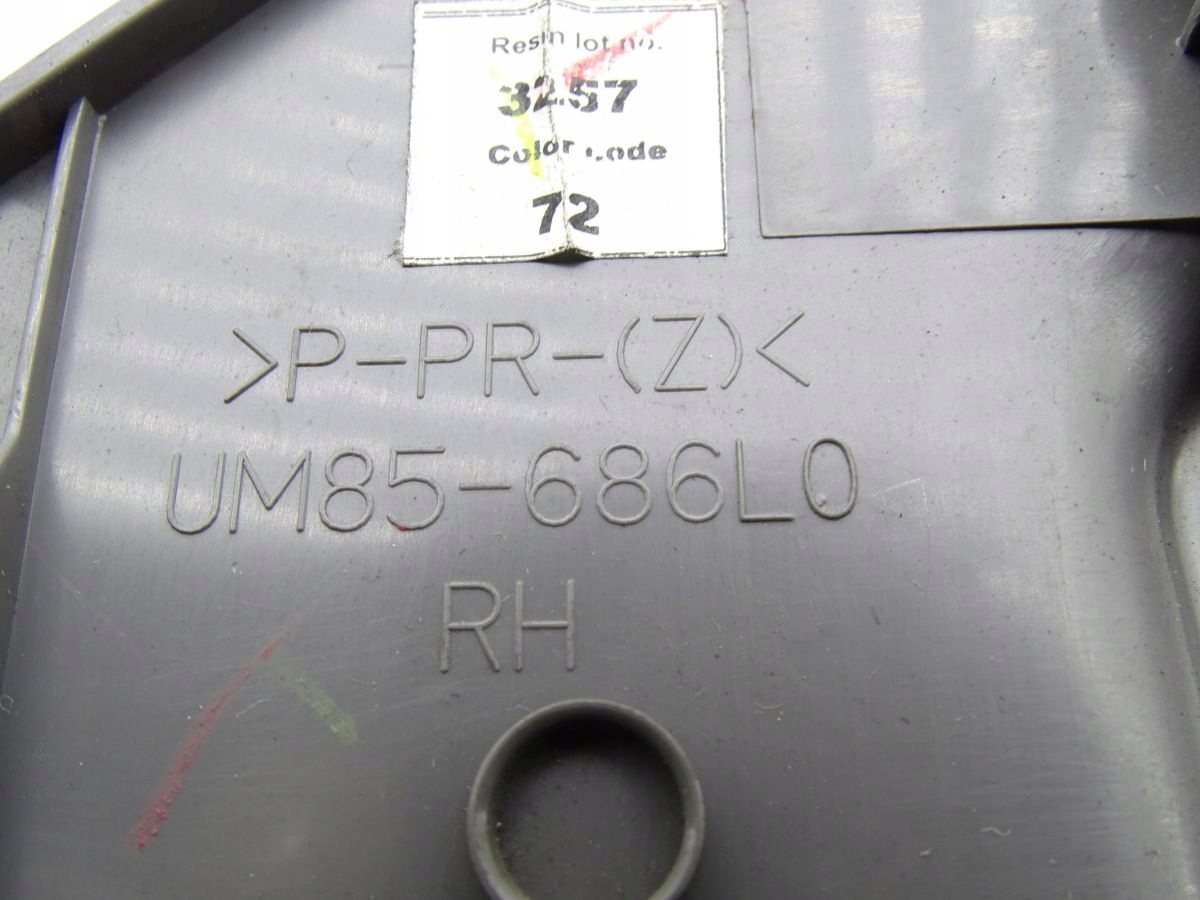 Resin lot no.
3257
Color code
72
>P-PR-(Z)<
UM85-686L0
RH